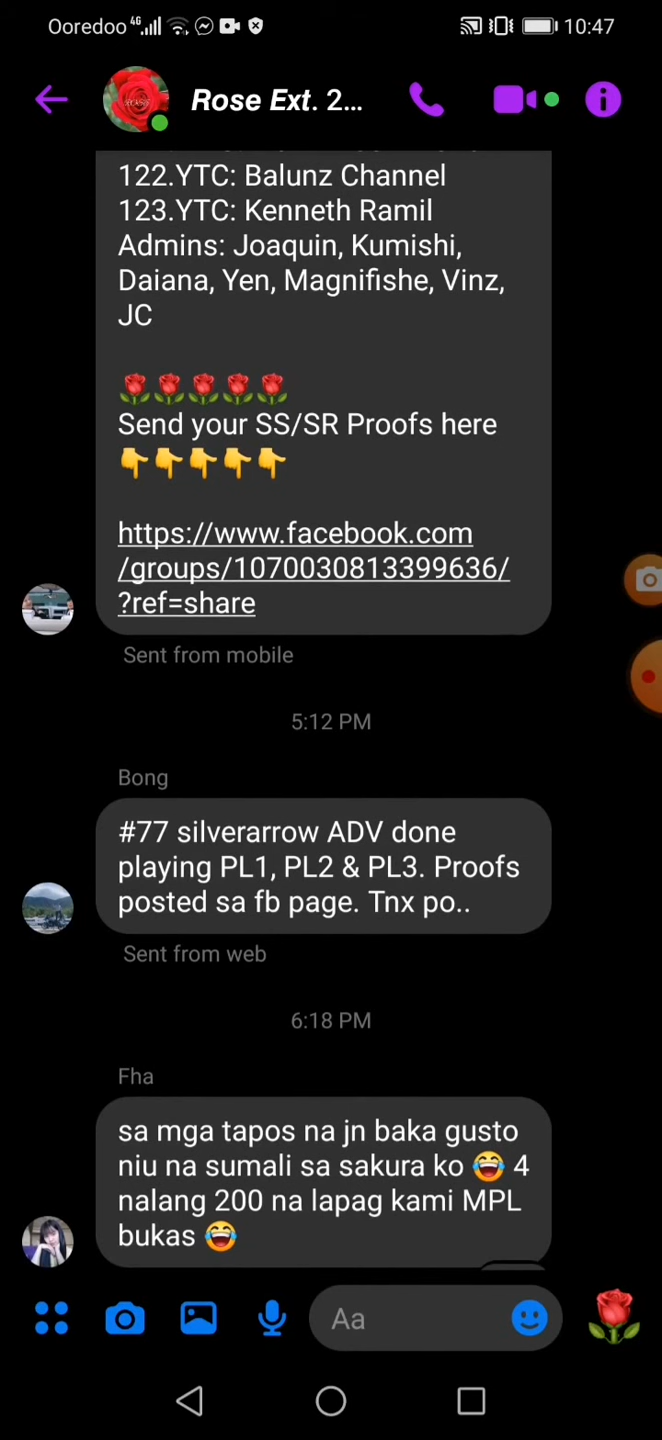 Ooredoo 4G 10:47
Rose Ext. 2...
122.YTC: Balunz Channel
123.YTC: Kenneth Ramil
Admins: Joaquin, Kumishi,
Daiana, Yen, Magnifishe, Vinz,
JC
🌹🌹🌹🌹🌹
Send your SS/SR Proofs here
👇👇👇👇👇
https://www.facebook.com
/groups/1070030813399636/
?ref=share
Sent from mobile
5:12 PM
Bong
#77 silverarrow ADV done
playing PL1, PL2 & PL3. Proofs
posted sa fb page. Tnx po..
Sent from web
6:18 PM
Fha
sa mga tapos na jn baka gusto
niu na sumali sa sakura ko 😂 4
nalang 200 na lapag kami MPL
bukas 😂
Aa